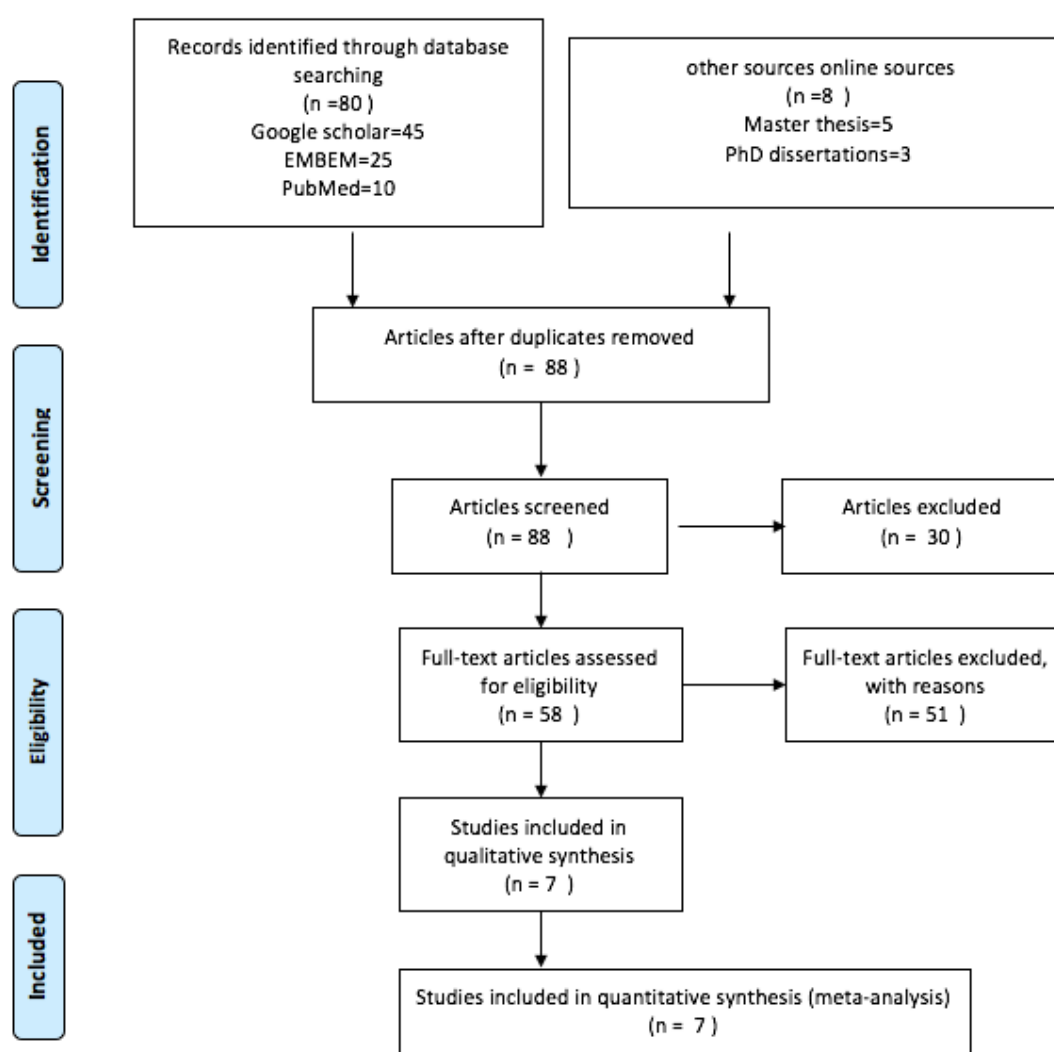 Records identified through database
searching
(n =80 )
Google scholar=45
EMBEM=25
PubMed=10
other sources online sources
(n =8 )
Master thesis=5
PhD dissertations=3
Identification
Articles after duplicates removed
(n = 88 )
Screening
Articles screened
(n = 88 )
Articles excluded
(n = 30 )
Eligibility
Full-text articles assessed
for eligibility
(n = 58 )
Full-text articles excluded,
with reasons
(n = 51 )
Studies included in
qualitative synthesis
(n = 7 )
Included
Studies included in quantitative synthesis (meta-analysis)
(n = 7 )